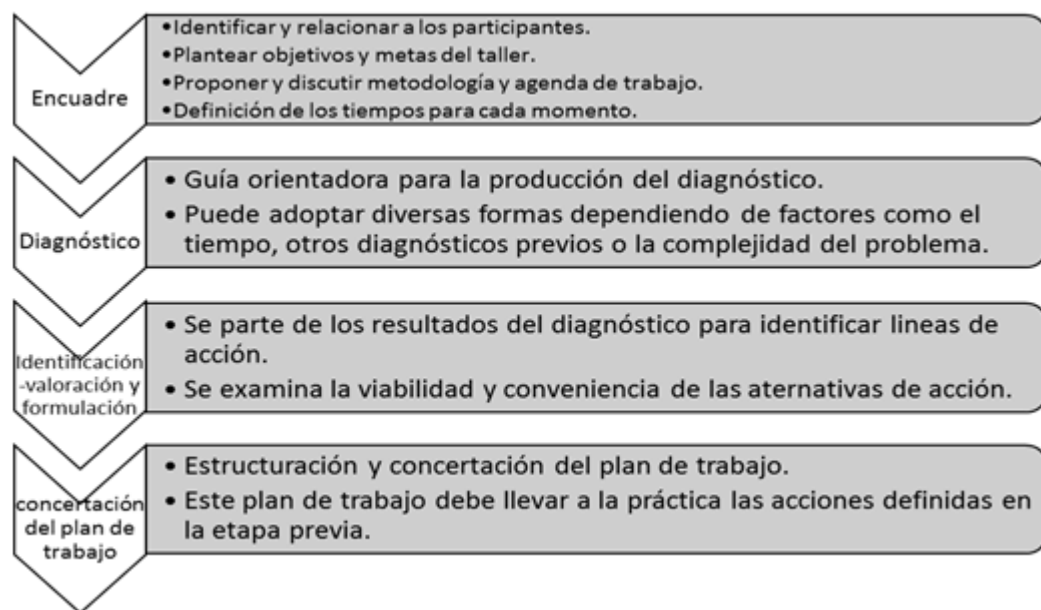 Encuadre
•Identificar y relacionar a los participantes.
•Plantear objetivos y metas del taller.
•Proponer y discutir metodología y agenda de trabajo.
•Definición de los tiempos para cada momento.
Diagnóstico
• Guía orientadora para la producción del diagnóstico.
• Puede adoptar diversas formas dependiendo de factores como el
tiempo, otros diagnósticos previos o la complejidad del problema.
Identificación
-valoración y
formulación
• Se parte de los resultados del diagnóstico para identificar lineas de
acción.
• Se examina la viabilidad y conveniencia de las aternativas de acción.
concertación
del plan de
trabajo
• Estructuración y concertación del plan de trabajo.
• Este plan de trabajo debe llevar a la práctica las acciones definidas en
la etapa previa.